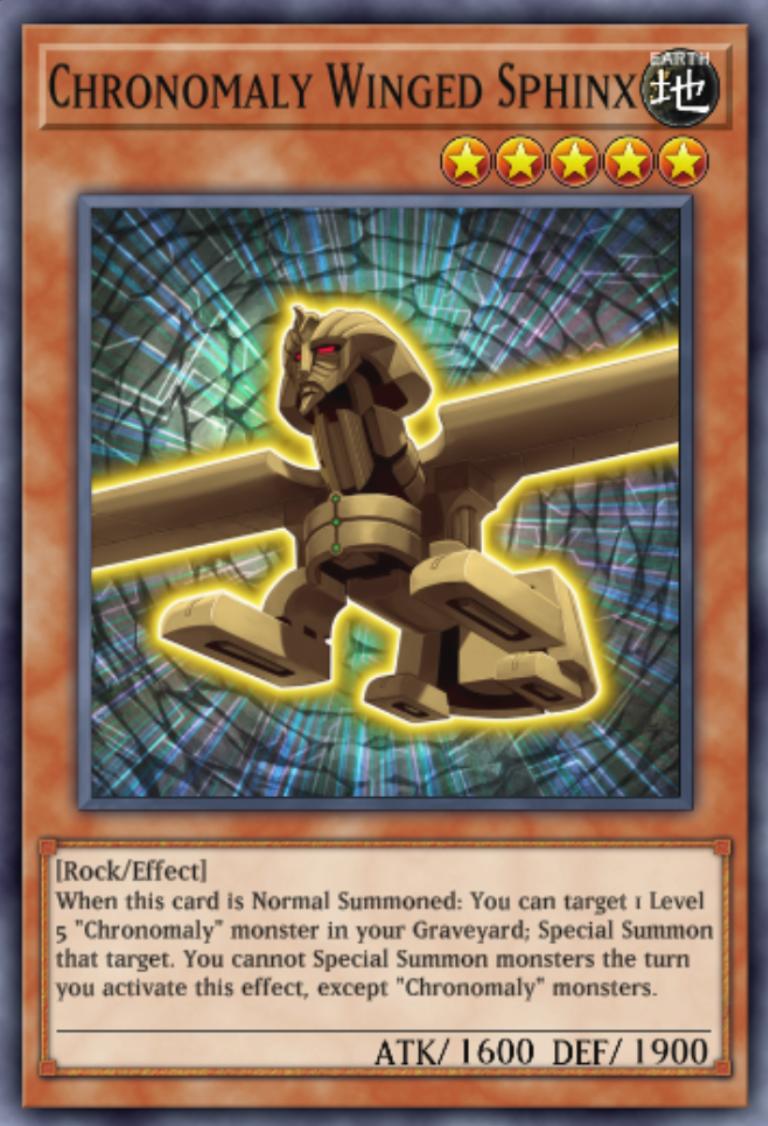 Chronomaly Winged Sphinx
EARTH
地
[Rock/Effect]
When this card is Normal Summoned: You can target 1 Level
5 "Chronomaly" monster in your Graveyard; Special Summon
that target. You cannot Special Summon monsters the turn
you activate this effect, except "Chronomaly" monsters.
ATK/ 1600 DEF/ 1900